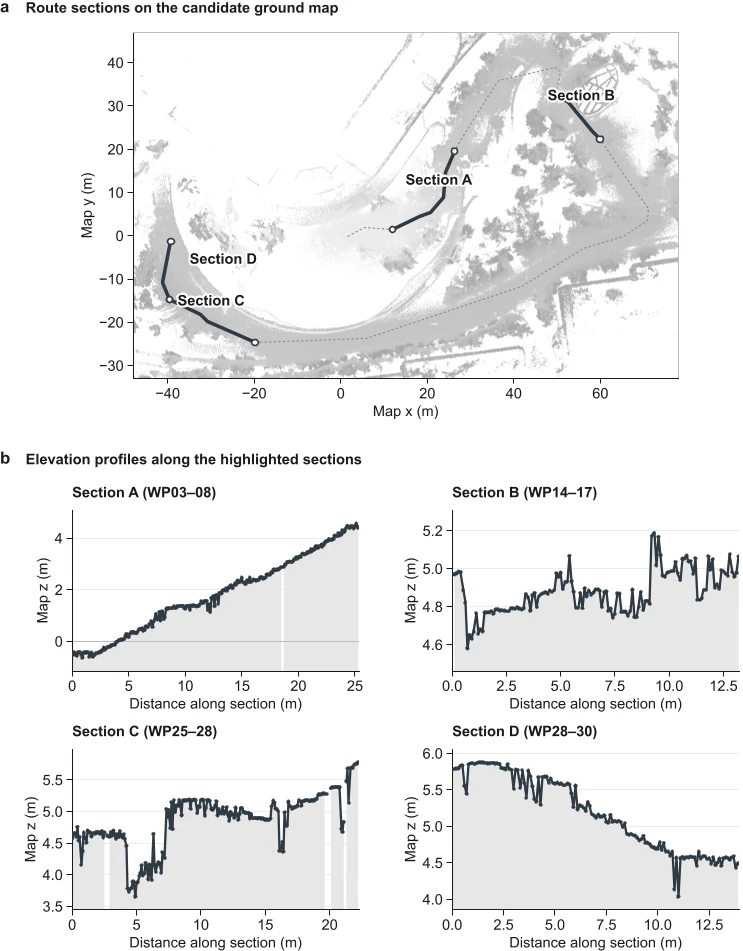 a Route sections on the candidate ground map
40
30
20
10
0
−10
−20
−30
Map y (m)
Section B
Section A
Section D
Section C
−40 −20 0 20 40 60
Map x (m)
b Elevation profiles along the highlighted sections
Section A (WP03–08)
4
2
0
Map z (m)
0 5 10 15 20 25
Distance along section (m)
Section B (WP14–17)
5.2
5.0
4.8
4.6
Map z (m)
0.0 2.5 5.0 7.5 10.0 12.5
Distance along section (m)
Section C (WP25–28)
5.5
5.0
4.5
4.0
3.5
Map z (m)
0 5 10 15 20
Distance along section (m)
Section D (WP28–30)
6.0
5.5
5.0
4.5
4.0
Map z (m)
0.0 2.5 5.0 7.5 10.0 12.5
Distance along section (m)